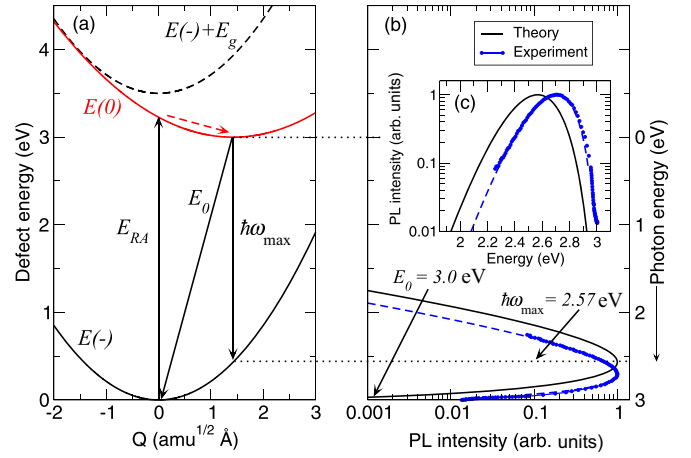 (a)
E(-)+E_g
E(0)
E_RA
E_0
ħω_max
E(-)
Defect energy (eV)
0
1
2
3
4
-2
-1
0
1
2
3
Q (amu^1/2 Å)
(b)
Theory
Experiment
(c)
PL intensity (arb. units)
1
0.1
0.01
2
2.2
2.4
2.6
2.8
3
Energy (eV)
E_0 = 3.0 eV
ħω_max = 2.57 eV
0
1
2
3
Photon energy (eV)
0.001
0.01
0.1
1
PL intensity (arb. units)